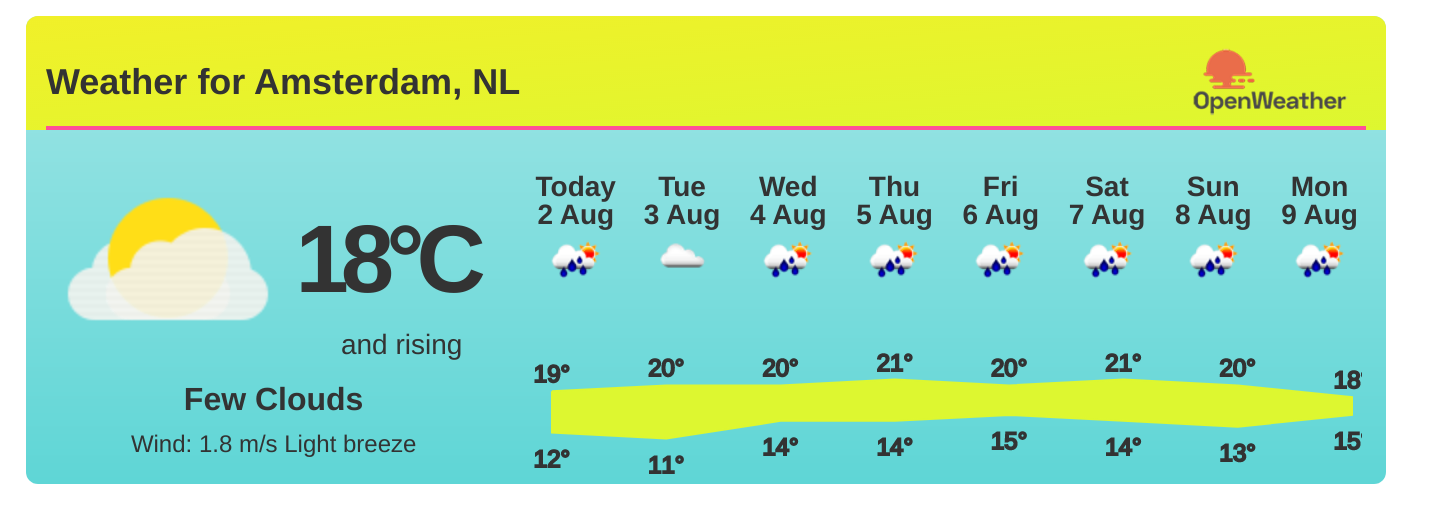 Weather for Amsterdam, NL
OpenWeather
18°C
and rising
Few Clouds
Wind: 1.8 m/s Light breeze
Today Tue Wed Thu Fri Sat Sun Mon
2 Aug 3 Aug 4 Aug 5 Aug 6 Aug 7 Aug 8 Aug 9 Aug
19° 20° 20° 21° 20° 21° 20° 18°
12° 11° 14° 14° 15° 14° 13° 15°